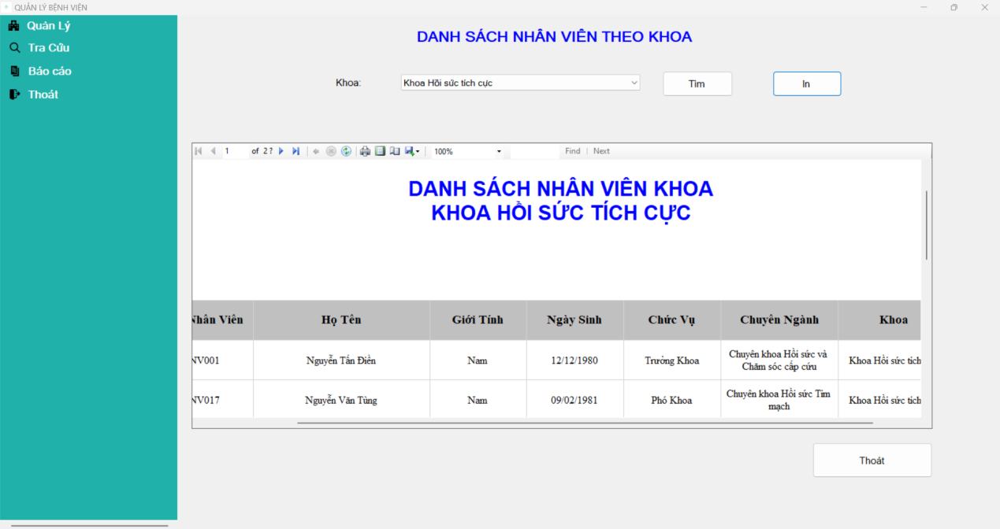 QUẢN LÝ BỆNH VIỆN
Quản Lý
Tra Cứu
Báo cáo
Thoát
DANH SÁCH NHÂN VIÊN THEO KHOA
Khoa:
Khoa Hồi sức tích cực
Tìm
In
1 of 2 ? 100% Find | Next
DANH SÁCH NHÂN VIÊN KHOA
KHOA HỒI SỨC TÍCH CỰC
Nhân Viên Họ Tên Giới Tính Ngày Sinh Chức Vụ Chuyên Ngành Khoa
NV001 Nguyễn Tấn Điền Nam 12/12/1980 Trưởng Khoa Chuyên khoa Hồi sức và Khoa Hồi sức tích
Chăm sóc cấp cứu
NV017 Nguyễn Văn Tùng Nam 09/02/1981 Phó Khoa Chuyên khoa Hồi sức Tim Khoa Hồi sức tích
mạch
Thoát